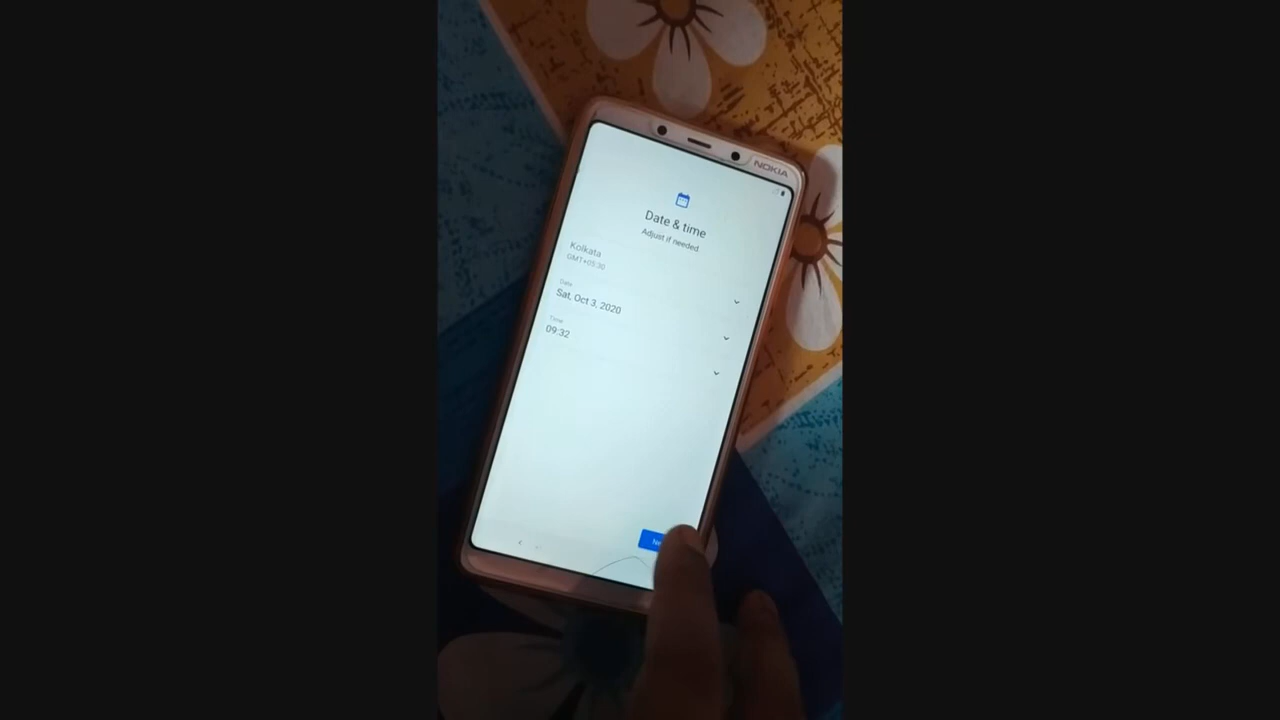 NOKIA
Date & time
Adjust if needed
Kolkata
GMT+05:30
Date
Sat, Oct 3, 2020
Time
09:32